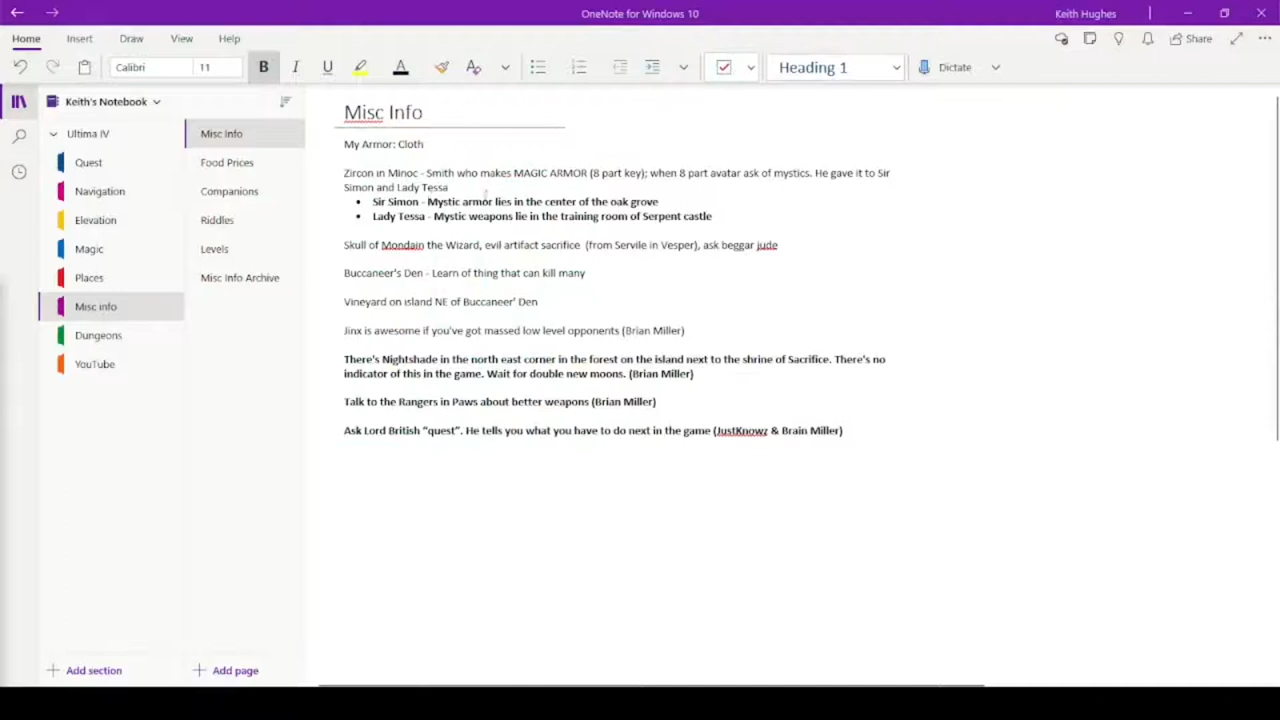 OneNote for Windows 10
Keith Hughes
Home Insert Draw View Help
Share
Calibri 11 B I U A A Heading 1 Dictate
Keith's Notebook
Ultima IV
Quest
Navigation
Elevation
Magic
Places
Misc info
Dungeons
YouTube
Add section
Misc Info
Food Prices
Companions
Riddles
Levels
Misc Info Archive
Add page
Misc Info
My Armor: Cloth
Zircon in Minoc - Smith who makes MAGIC ARMOR (8 part key); when 8 part avatar ask of mystics. He gave it to Sir
Simon and Lady Tessa
• Sir Simon - Mystic armor lies in the center of the oak grove
• Lady Tessa - Mystic weapons lie in the training room of Serpent castle
Skull of Mondain the Wizard, evil artifact sacrifice (from Servile in Vesper), ask beggar jude
Buccaneer's Den - Learn of thing that can kill many
Vineyard on island NE of Buccaneer' Den
Jinx is awesome if you've got massed low level opponents (Brian Miller)
There's Nightshade in the north east corner in the forest on the island next to the shrine of Sacrifice. There's no
indicator of this in the game. Wait for double new moons. (Brian Miller)
Talk to the Rangers in Paws about better weapons (Brian Miller)
Ask Lord British “quest”. He tells you what you have to do next in the game (JustKnowz & Brain Miller)